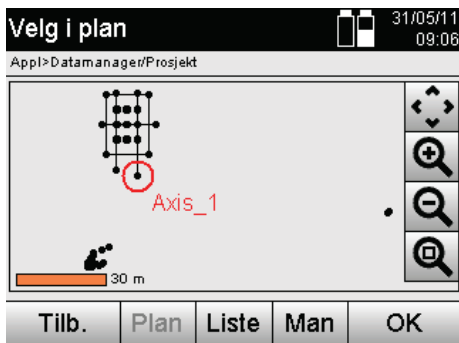 Velg i plan
31/05/11
09:06
Appl>Datamanager/Prosjekt
Axis_1
30 m
Tilb. Plan Liste Man OK